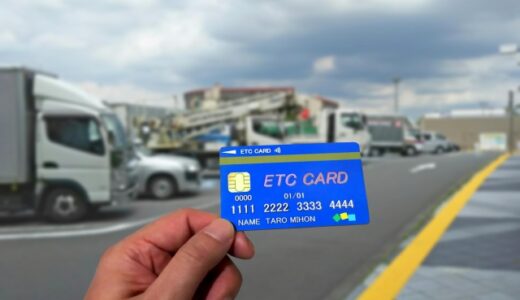 ETC CARD
ETC CARD
0000 01/01
1111 2222 3333 4444
NAME TARO MIHON